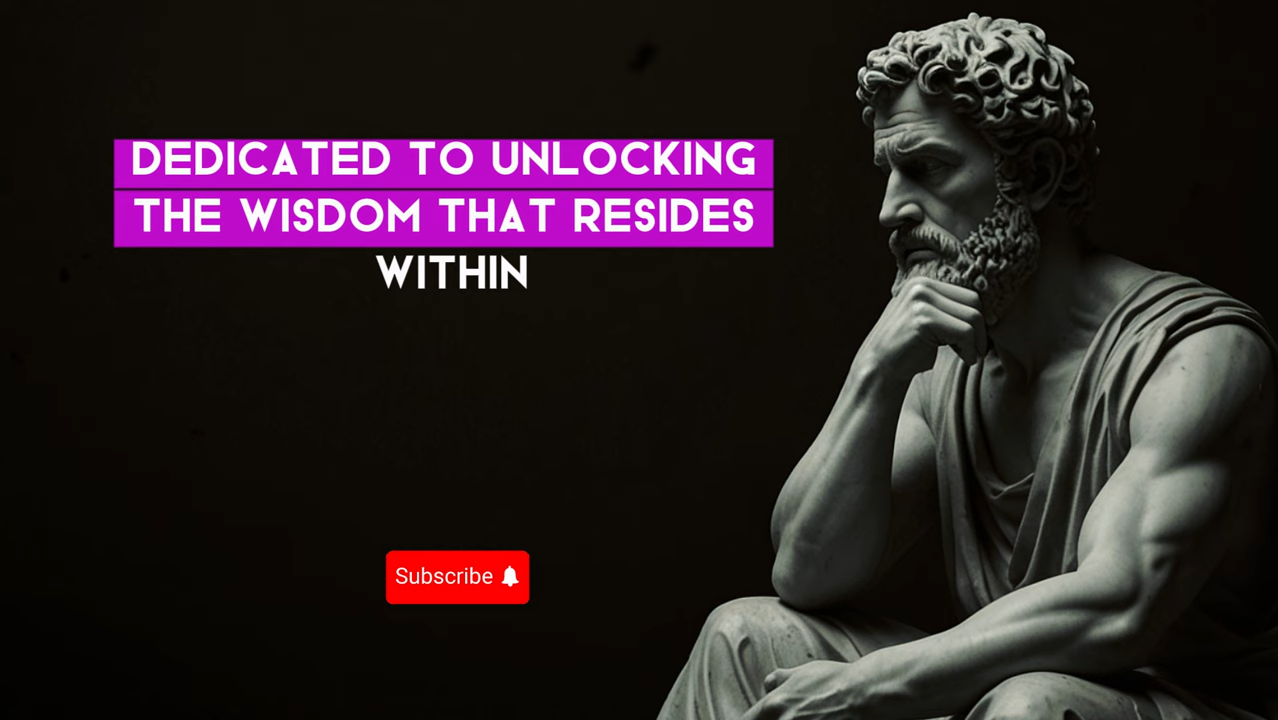 DEDICATED TO UNLOCKING
THE WISDOM THAT RESIDES
WITHIN
Subscribe